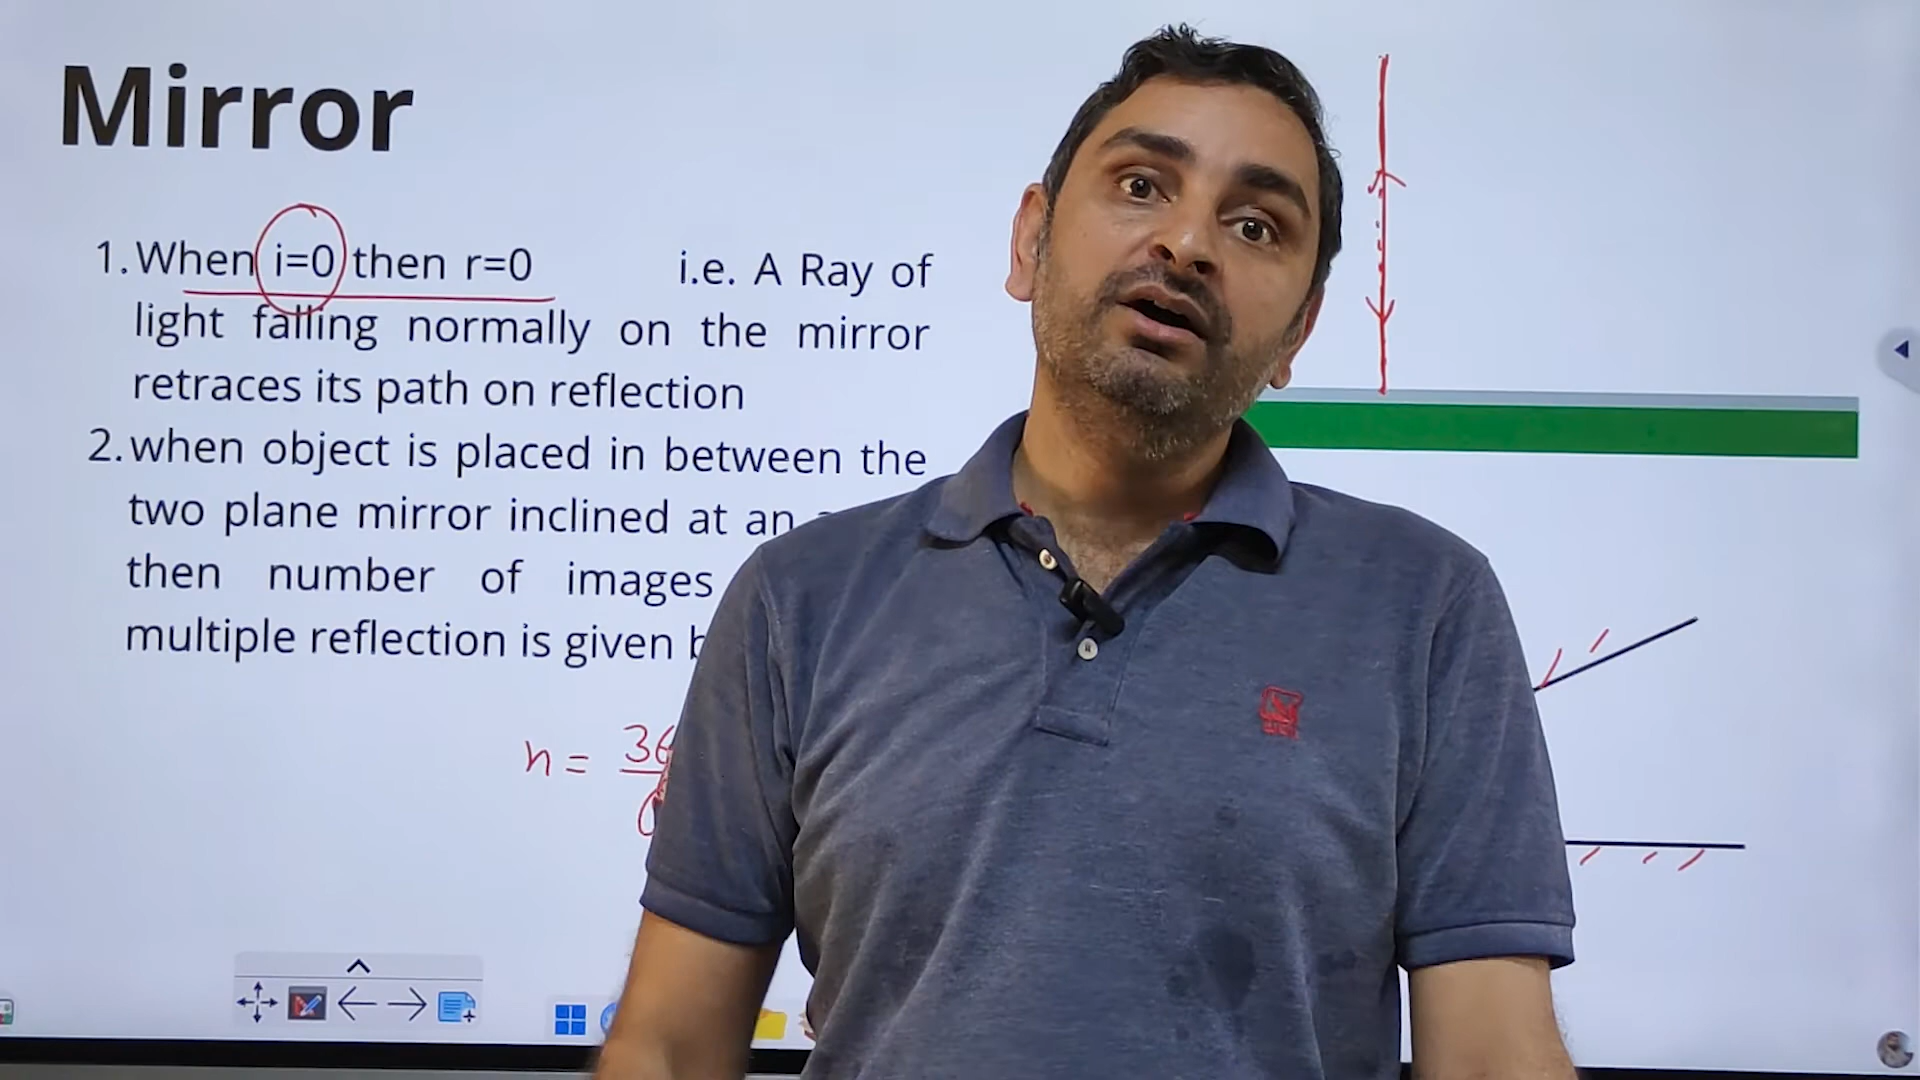 Mirror
1. When i=0 then r=0 i.e. A Ray of
light falling normally on the mirror
retraces its path on reflection
2. when object is placed in between the
two plane mirror inclined at an
then number of images
multiple reflection is given
n = 36